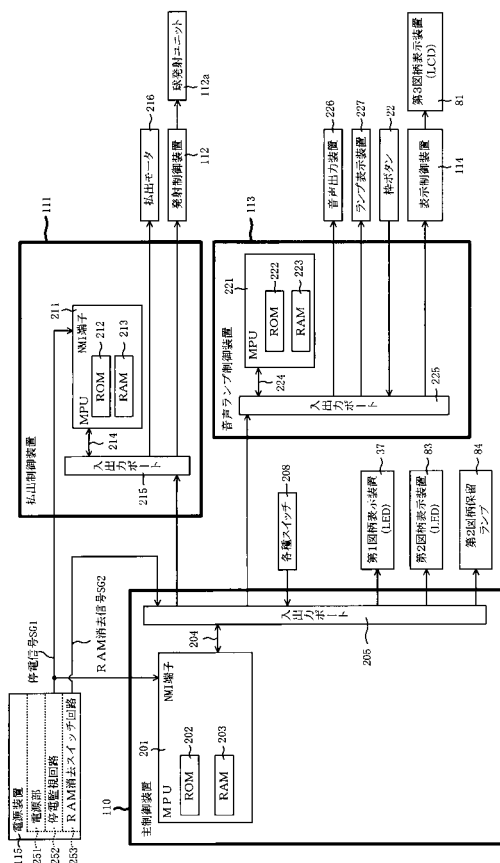 115
電源装置
251
電源部
252
停電監視回路
253
RAM消去スイッチ回路
停電信号SG1
RAM消去信号SG2
110
主制御装置
201
MPU
NMI端子
ROM
202
RAM
203
204
入出力ポート
205
各種スイッチ
208
第1図柄表示装置
(LED)
37
第2図柄表示装置
(LED)
83
第2図柄保留
ランプ
84
111
払出制御装置
211
MPU
NMI端子
ROM
212
RAM
213
214
入出力ポート
215
払出モータ
216
発射制御装置
112
球発射ユニット
112a
113
音声ランプ制御装置
221
MPU
ROM
222
RAM
223
224
入出力ポート
225
音声出力装置
226
ランプ表示装置
227
枠ボタン
22
表示制御装置
114
第3図柄表示装置
(LCD)
81